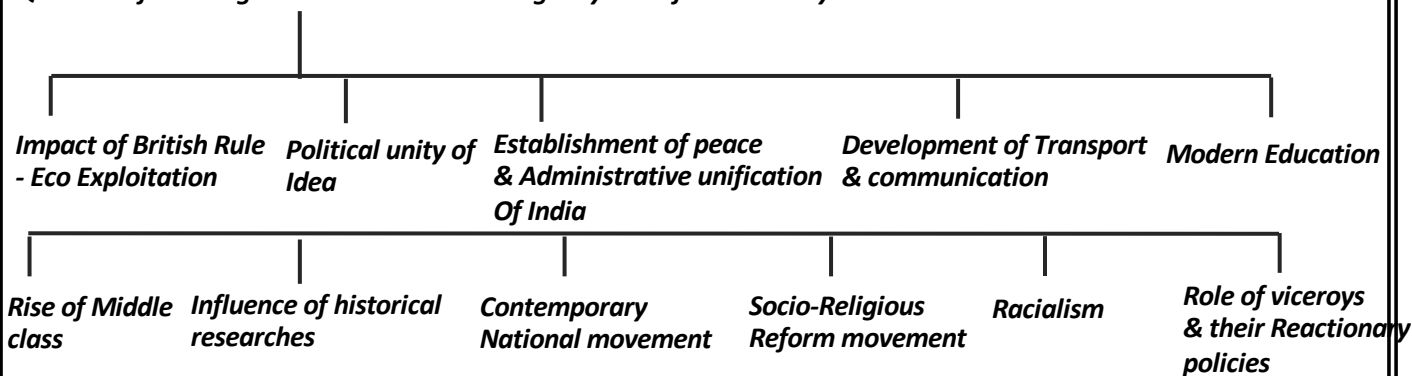 Impact of British Rule
- Eco Exploitation
Political unity of
Idea
Establishment of peace
& Administrative unification
Of India
Development of Transport
& communication
Modern Education
Rise of Middle
class
Influence of historical
researches
Contemporary
National movement
Socio-Religious
Reform movement
Racialism
Role of viceroys
& their Reactionary
policies